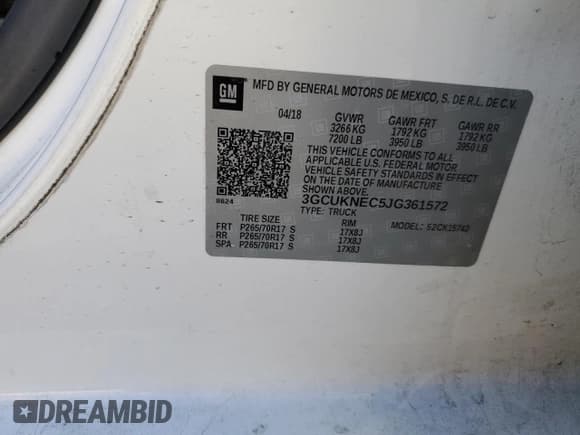 GM
MFD BY GENERAL MOTORS DE MEXICO, S. DE R.L. DE C.V.
04/18 GVWR GAWR FRT GAWR RR
3266 KG 1792 KG 1792 KG
7200 LB 3950 LB 3950 LB
THIS VEHICLE CONFORMS TO ALL
APPLICABLE U.S. FEDERAL MOTOR
VEHICLE SAFETY STANDARDS IN
EFFECT ON THE DATE OF MANUFACTURE
SHOWN ABOVE.
3GCUKNEC5JG361572
8624 TYPE: TRUCK MODEL: 52CK15743
TIRE SIZE RIM
FRT P265/70R17 S 17X8J
RR P265/70R17 S 17X8J
SPA P265/70R17 S 17X8J
DREAMBID